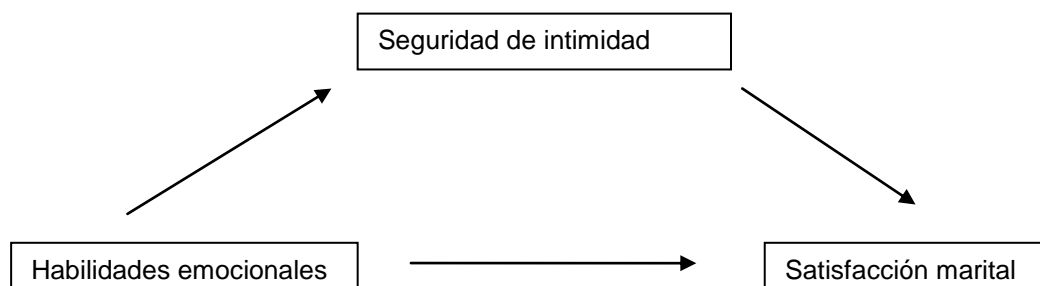 Seguridad de intimidad
Habilidades emocionales
Satisfacción marital